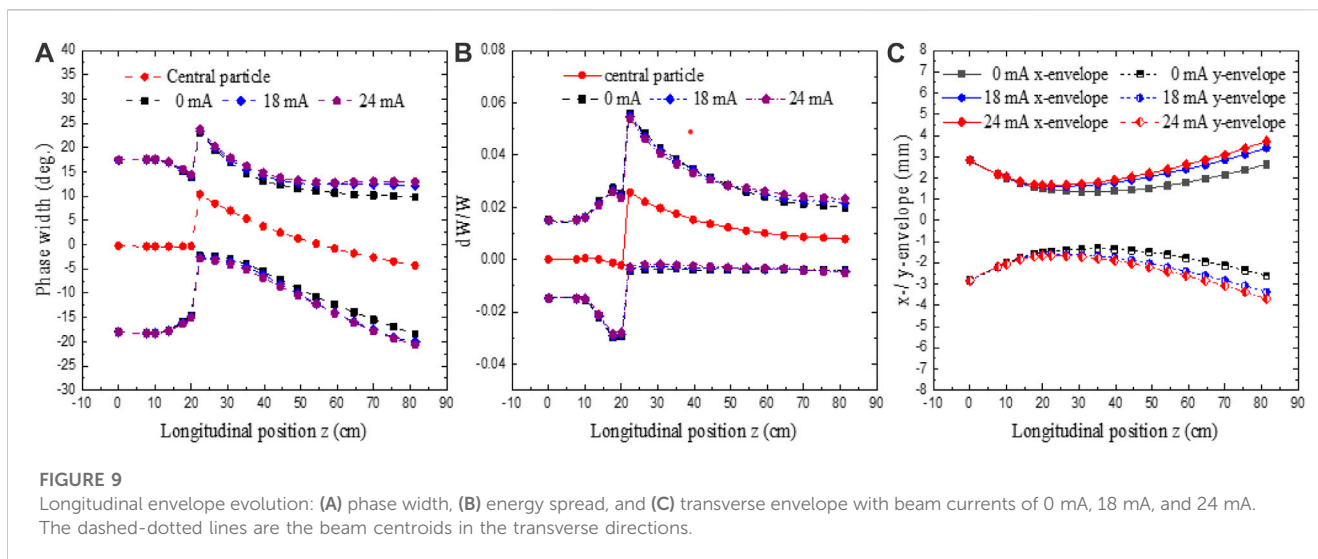 A
40
35
30
25
20
15
10
5
0
-5
-10
-15
-20
-25
-30
Phase width (deg.)
Central particle
0 mA 18 mA 24 mA
-10 0 10 20 30 40 50 60 70 80 90
Longitudinal position z (cm)
B
0.08
0.06
0.04
0.02
0.00
-0.02
-0.04
dW/W
central particle
0 mA 18 mA 24 mA
-10 0 10 20 30 40 50 60 70 80 90
Longitudinal position z (cm)
C
8
7
6
5
4
3
2
1
0
-1
-2
-3
-4
-5
-6
-7
-8
x-/ y-envelope (mm)
0 mA x-envelope 0 mA y-envelope
18 mA x-envelope 18 mA y-envelope
24 mA x-envelope 24 mA y-envelope
-10 0 10 20 30 40 50 60 70 80 90
Longitudinal position z (cm)
FIGURE 9
Longitudinal envelope evolution: (A) phase width, (B) energy spread, and (C) transverse envelope with beam currents of 0 mA, 18 mA, and 24 mA.
The dashed-dotted lines are the beam centroids in the transverse directions.